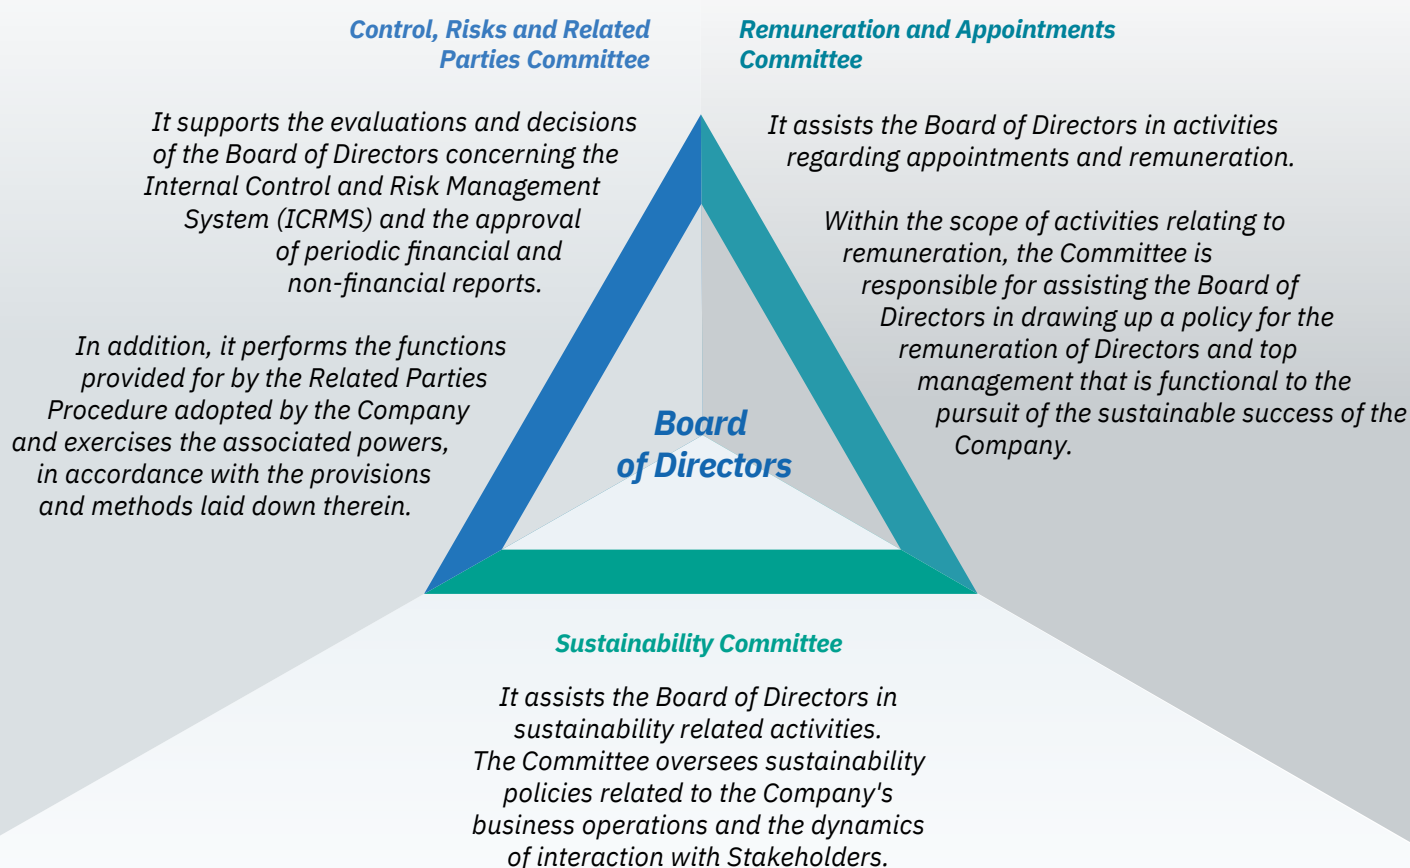 Control, Risks and Related
Parties Committee
It supports the evaluations and decisions
of the Board of Directors concerning the
Internal Control and Risk Management
System (ICRMS) and the approval
of periodic financial and
non-financial reports.
In addition, it performs the functions
provided for by the Related Parties
Procedure adopted by the Company
and exercises the associated powers,
in accordance with the provisions
and methods laid down therein.
Remuneration and Appointments
Committee
It assists the Board of Directors in activities
regarding appointments and remuneration.
Within the scope of activities relating to
remuneration, the Committee is
responsible for assisting the Board of
Directors in drawing up a policy for the
remuneration of Directors and top
management that is functional to the
pursuit of the sustainable success of the
Company.
Board
of Directors
Sustainability Committee
It assists the Board of Directors in
sustainability related activities.
The Committee oversees sustainability
policies related to the Company's
business operations and the dynamics
of interaction with Stakeholders.